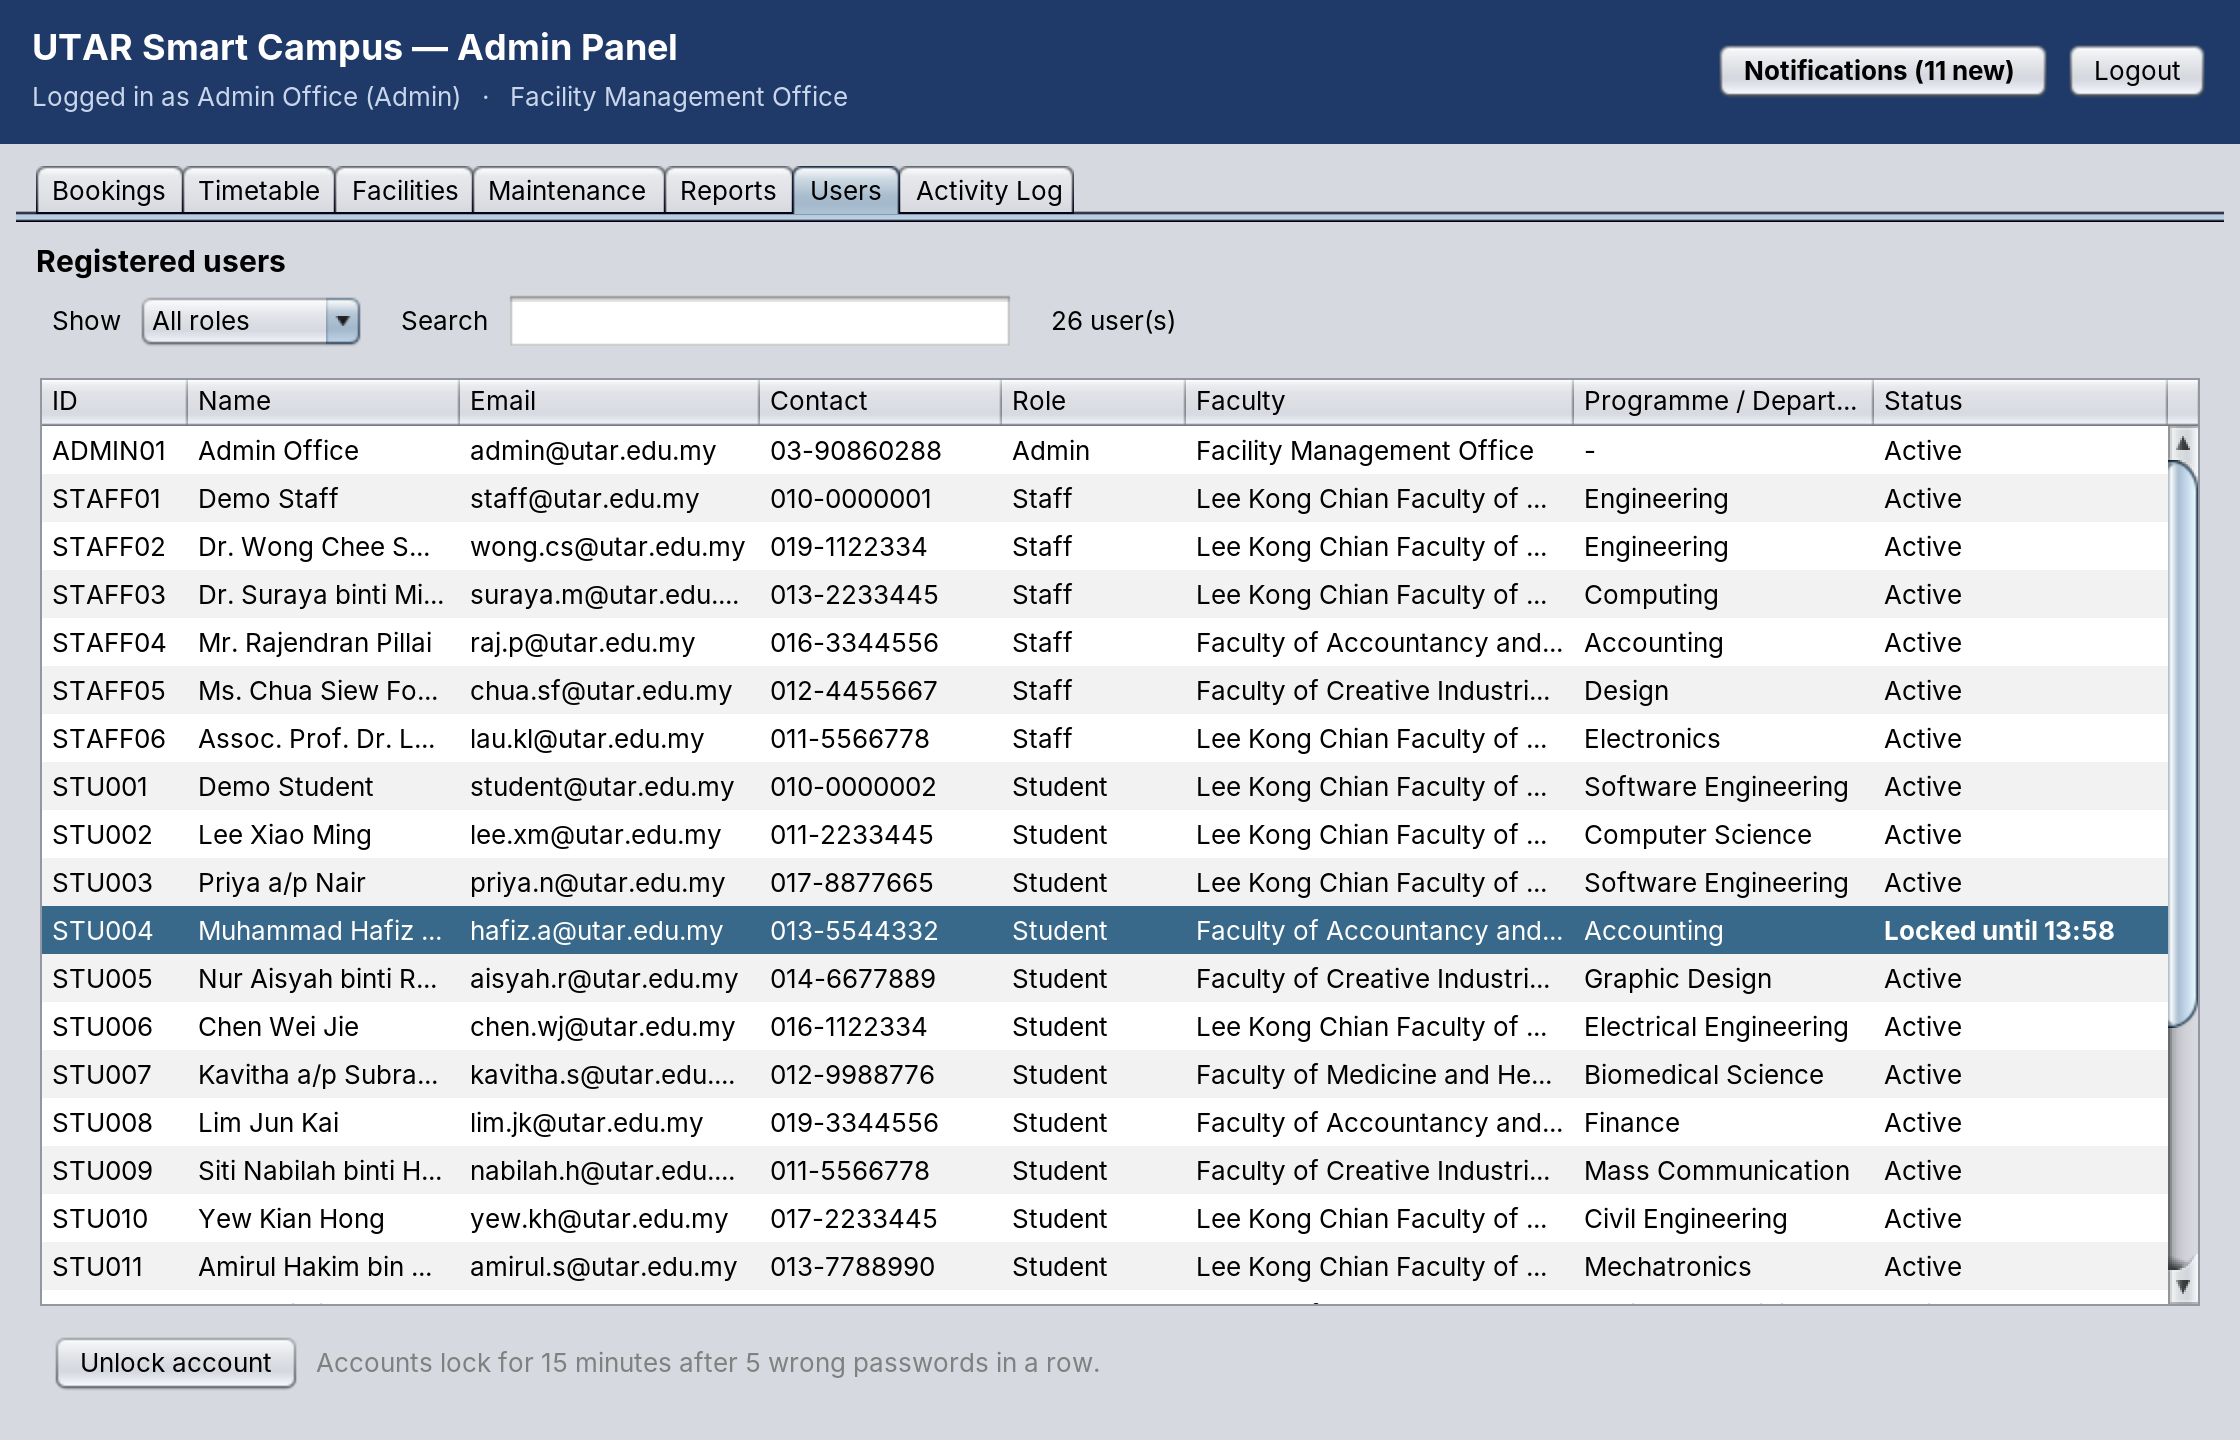 UTAR Smart Campus — Admin Panel
Logged in as Admin Office (Admin) · Facility Management Office
Notifications (11 new) Logout
Bookings Timetable Facilities Maintenance Reports Users Activity Log
Registered users
Show All roles Search 26 user(s)
ID Name Email Contact Role Faculty Programme / Depart... Status
ADMIN01 Admin Office admin@utar.edu.my 03-90860288 Admin Facility Management Office - Active
STAFF01 Demo Staff staff@utar.edu.my 010-0000001 Staff Lee Kong Chian Faculty of ... Engineering Active
STAFF02 Dr. Wong Chee S... wong.cs@utar.edu.my 019-1122334 Staff Lee Kong Chian Faculty of ... Engineering Active
STAFF03 Dr. Suraya binti Mi... suraya.m@utar.edu.... 013-2233445 Staff Lee Kong Chian Faculty of ... Computing Active
STAFF04 Mr. Rajendran Pillai raj.p@utar.edu.my 016-3344556 Staff Faculty of Accountancy and... Accounting Active
STAFF05 Ms. Chua Siew Fo... chua.sf@utar.edu.my 012-4455667 Staff Faculty of Creative Industri... Design Active
STAFF06 Assoc. Prof. Dr. L... lau.kl@utar.edu.my 011-5566778 Staff Lee Kong Chian Faculty of ... Electronics Active
STU001 Demo Student student@utar.edu.my 010-0000002 Student Lee Kong Chian Faculty of ... Software Engineering Active
STU002 Lee Xiao Ming lee.xm@utar.edu.my 011-2233445 Student Lee Kong Chian Faculty of ... Computer Science Active
STU003 Priya a/p Nair priya.n@utar.edu.my 017-8877665 Student Lee Kong Chian Faculty of ... Software Engineering Active
STU004 Muhammad Hafiz ... hafiz.a@utar.edu.my 013-5544332 Student Faculty of Accountancy and... Accounting Locked until 13:58
STU005 Nur Aisyah binti R... aisyah.r@utar.edu.my 014-6677889 Student Faculty of Creative Industri... Graphic Design Active
STU006 Chen Wei Jie chen.wj@utar.edu.my 016-1122334 Student Lee Kong Chian Faculty of ... Electrical Engineering Active
STU007 Kavitha a/p Subra... kavitha.s@utar.edu.... 012-9988776 Student Faculty of Medicine and He... Biomedical Science Active
STU008 Lim Jun Kai lim.jk@utar.edu.my 019-3344556 Student Faculty of Accountancy and... Finance Active
STU009 Siti Nabilah binti H... nabilah.h@utar.edu.... 011-5566778 Student Faculty of Creative Industri... Mass Communication Active
STU010 Yew Kian Hong yew.kh@utar.edu.my 017-2233445 Student Lee Kong Chian Faculty of ... Civil Engineering Active
STU011 Amirul Hakim bin ... amirul.s@utar.edu.my 013-7788990 Student Lee Kong Chian Faculty of ... Mechatronics Active
Unlock account Accounts lock for 15 minutes after 5 wrong passwords in a row.